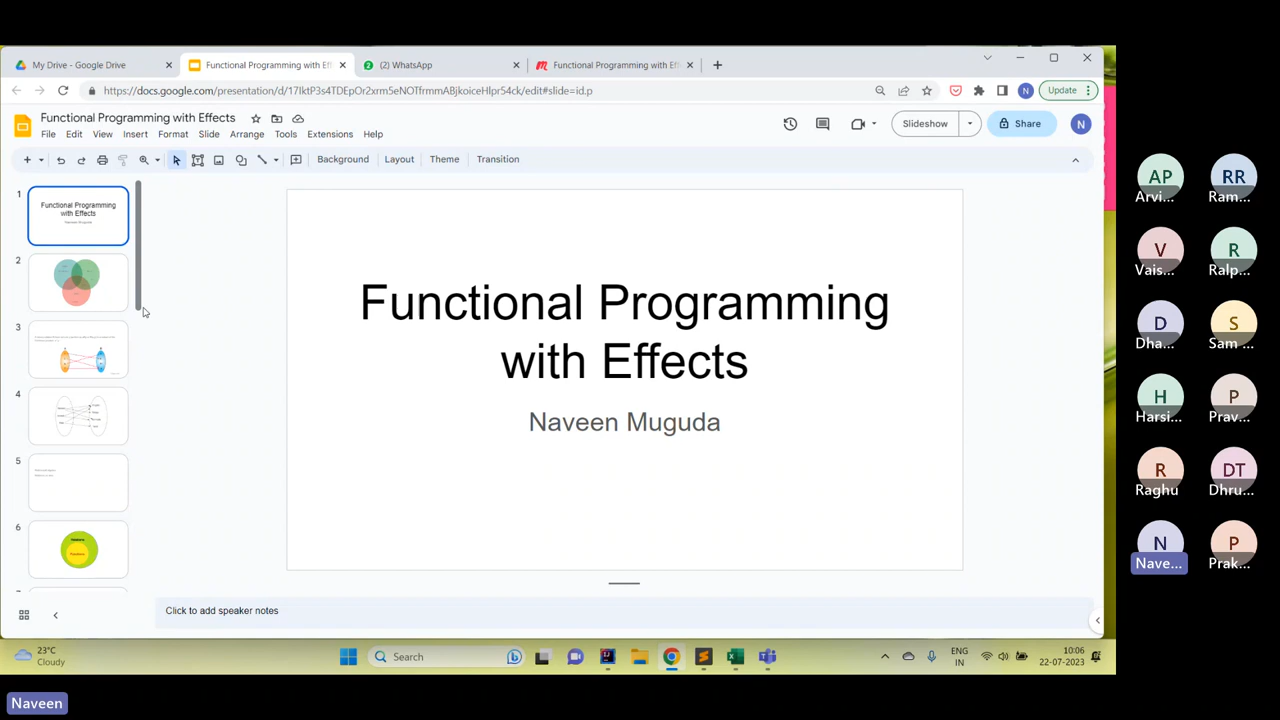 My Drive - Google Drive
Functional Programming with Eff
(2) WhatsApp
Functional Programming with Eff
https://docs.google.com/presentation/d/
Update
Functional Programming with Effects
File Edit View Insert Format Slide Arrange Tools Extensions Help
Slideshow
Share
N
Background Layout Theme Transition
1
Functional Programming
with Effects
Naveen Muguda
2
3
4
5
6
Relations
Functions
Functional Programming
with Effects
Naveen Muguda
Click to add speaker notes
23°C
Cloudy
Search
ENG
IN
10:06
22-07-2023
AP RR
Arvi... Ram...
V R
Vais... Ralp...
D S
Dha... Sam ...
H P
Harsi... Prav...
R DT
Raghu Dhru...
N P
Nave... Prak...
Naveen